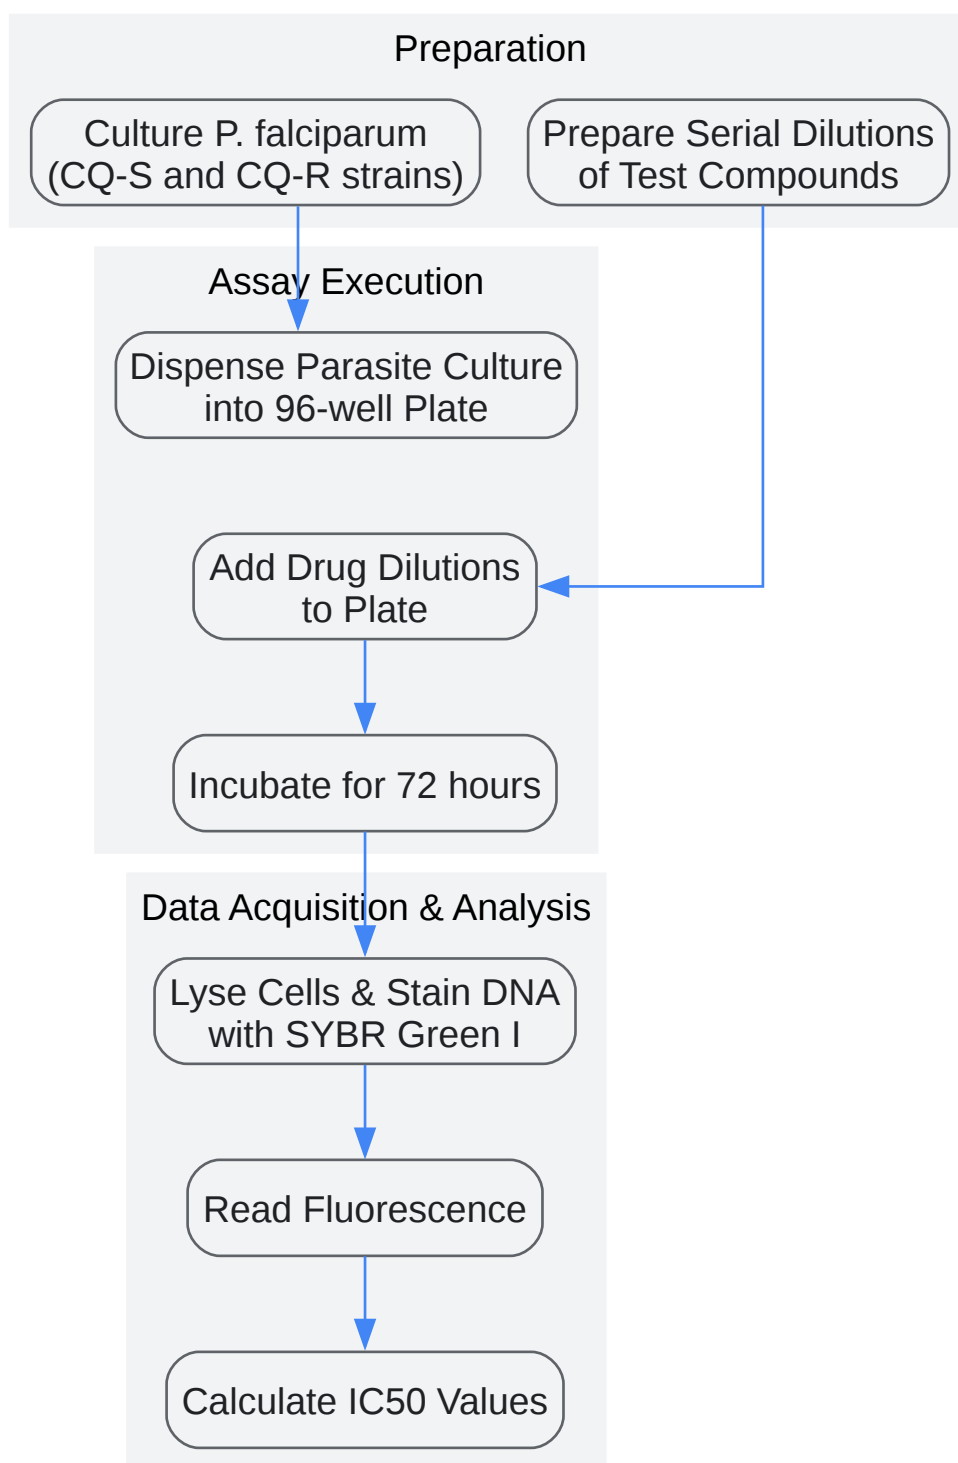 Preparation
Culture P. falciparum
(CQ-S and CQ-R strains)
Prepare Serial Dilutions
of Test Compounds
Assay Execution
Dispense Parasite Culture
into 96-well Plate
Add Drug Dilutions
to Plate
Incubate for 72 hours
Data Acquisition & Analysis
Lyse Cells & Stain DNA
with SYBR Green I
Read Fluorescence
Calculate IC50 Values